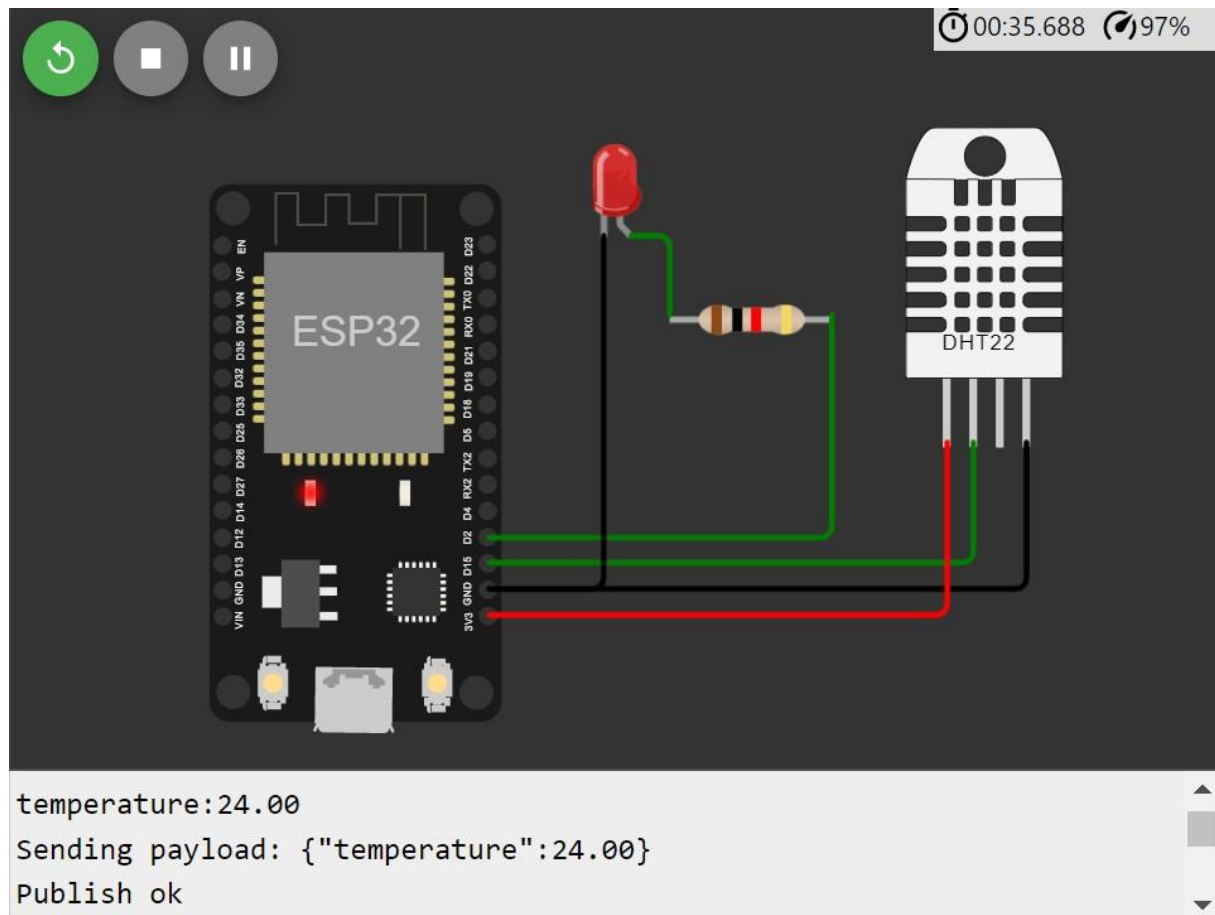 00:35.688 97%
ESP32
EN
VP
VN
D34
D35
D32
D33
D25
D26
D27
D14
D12
D13
GND
VIN
D23
D22
TX0
RX0
D21
D19
D18
D5
TX2
RX2
D4
D2
D15
GND
3V3
DHT22
temperature:24.00
Sending payload: {"temperature":24.00}
Publish ok